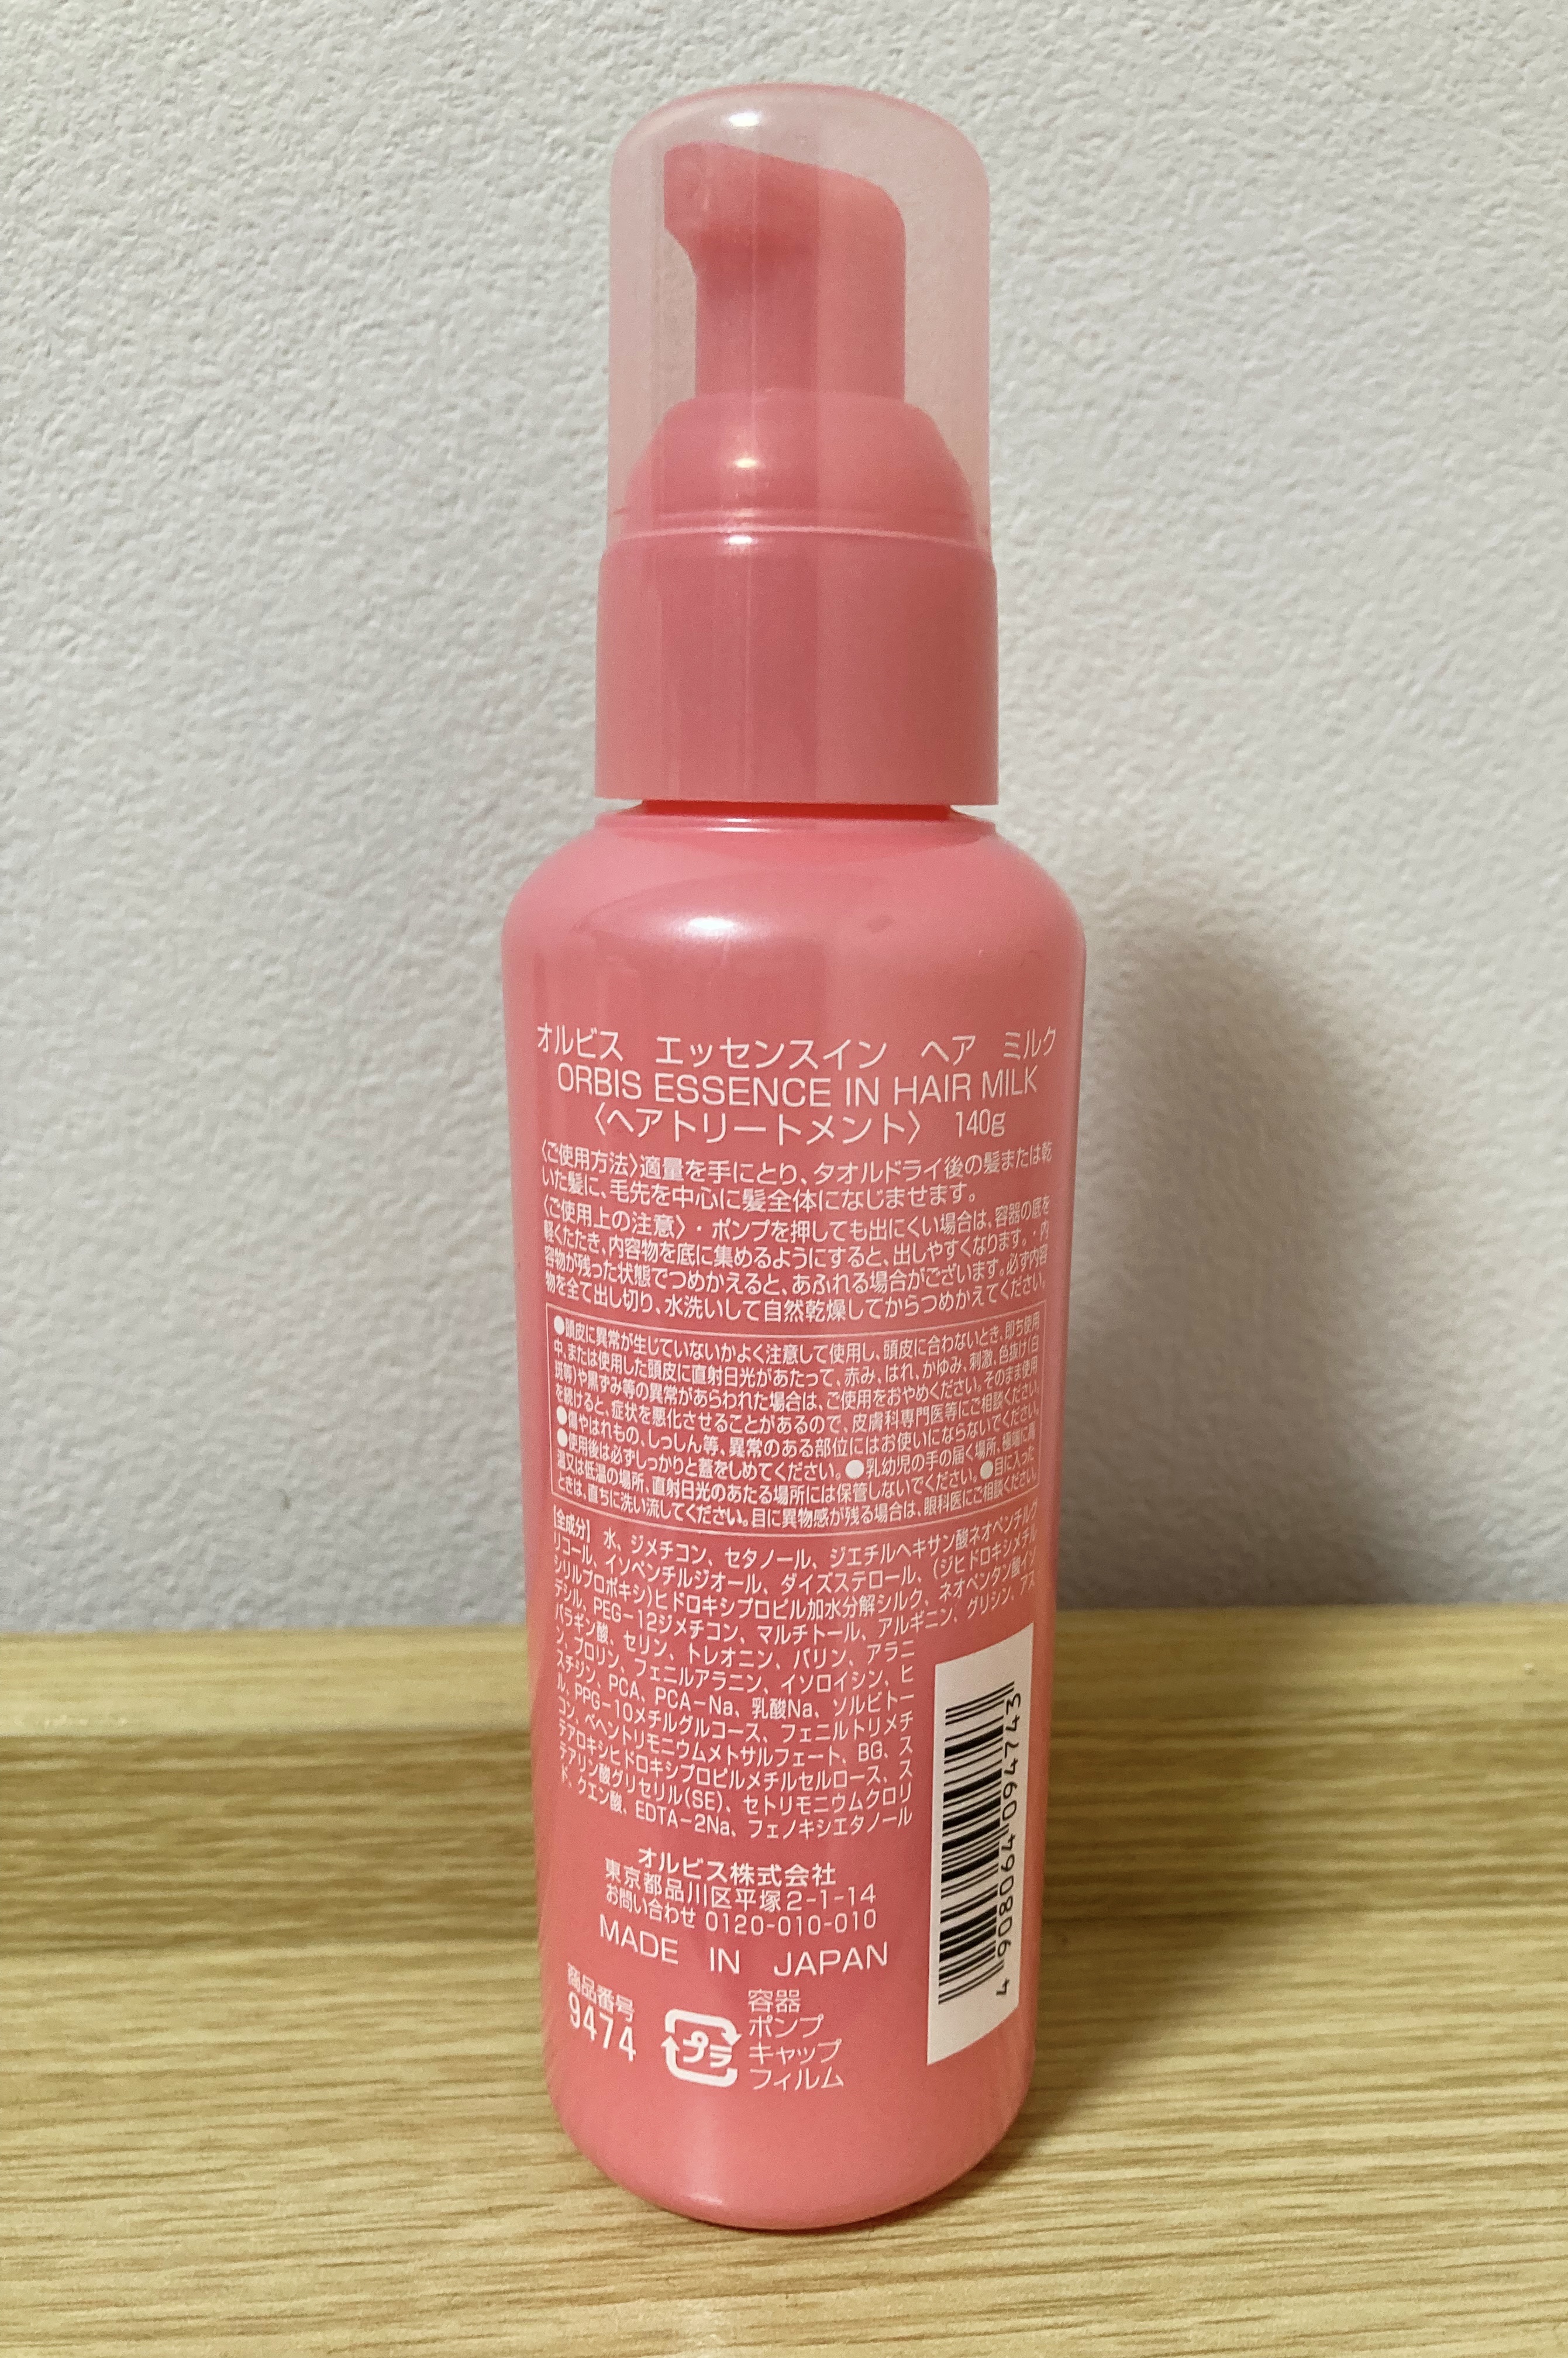 オルビス　エッセンスイン　ヘア　ミルク
ORBIS ESSENCE IN HAIR MILK
〈ヘアトリートメント〉 140g
〈ご使用方法〉適量を手にとり、タオルドライ後の髪または乾
いた髪に、毛先を中心に髪全体になじませます。
〈ご使用上の注意〉・ポンプを押しても出にくい場合は、容器の底を
軽くたたき、内容物を底に集めるようにすると、出しやすくなります。・内
容物が残った状態でつめかえると、あふれる場合がございます。必ず内容
物を全て出し切り、水洗いして自然乾燥してからつめかえてください。
●頭皮に異常が生じていないかよく注意して使用し、頭皮に合わないとき、即ち使用
中、または使用した頭皮に直射日光があたって、赤み、はれ、かゆみ、刺激、色抜け(白
斑等)や黒ずみ等の異常があらわれた場合は、ご使用をおやめください。そのまま使用
を続けると、症状を悪化させることがあるので、皮膚科専門医等にご相談ください。
●傷やはれもの、しっしん等、異常のある部位にはお使いにならないでください。
●使用後は必ずしっかりと蓋をしめてください。●乳幼児の手の届く場所、極端に高
温又は低温の場所、直射日光のあたる場所には保管しないでください。●目に入った
ときは、直ちに洗い流してください。目に異物感が残る場合は、眼科医にご相談ください。
[全成分] 水、ジメチコン、セタノール、ジエチルヘキサン酸ネオペンチルグ
リコール、イソペンチルジオール、ダイズステロール、(ジヒドロキシメチル
シリルプロポキシ)ヒドロキシプロピル加水分解シルク、ネオペンタン酸イソ
デシル、PEG-12ジメチコン、マルチトール、アルギニン、グリシン、アス
パラギン酸、セリン、トレオニン、バリン、アラニ
ン、プロリン、フェニルアラニン、イソロイシン、ヒ
スチジン、PCA、PCA-Na、乳酸Na、ソルビトー
ル、PPG-10メチルグルコース、フェニルトリメチ
コン、ベヘントリモニウムメトサルフェート、BG、ス
テアロキシヒドロキシプロピルメチルセルロース、ス
テアリン酸グリセリル(SE)、セトリモニウムクロリ
ド、クエン酸、EDTA-2Na、フェノキシエタノール
4908064094743
オルビス株式会社
東京都品川区平塚2-1-14
お問い合わせ 0120-010-010
MADE IN JAPAN
商品番号
9474
プラ
容器
ポンプ
キャップ
フィルム